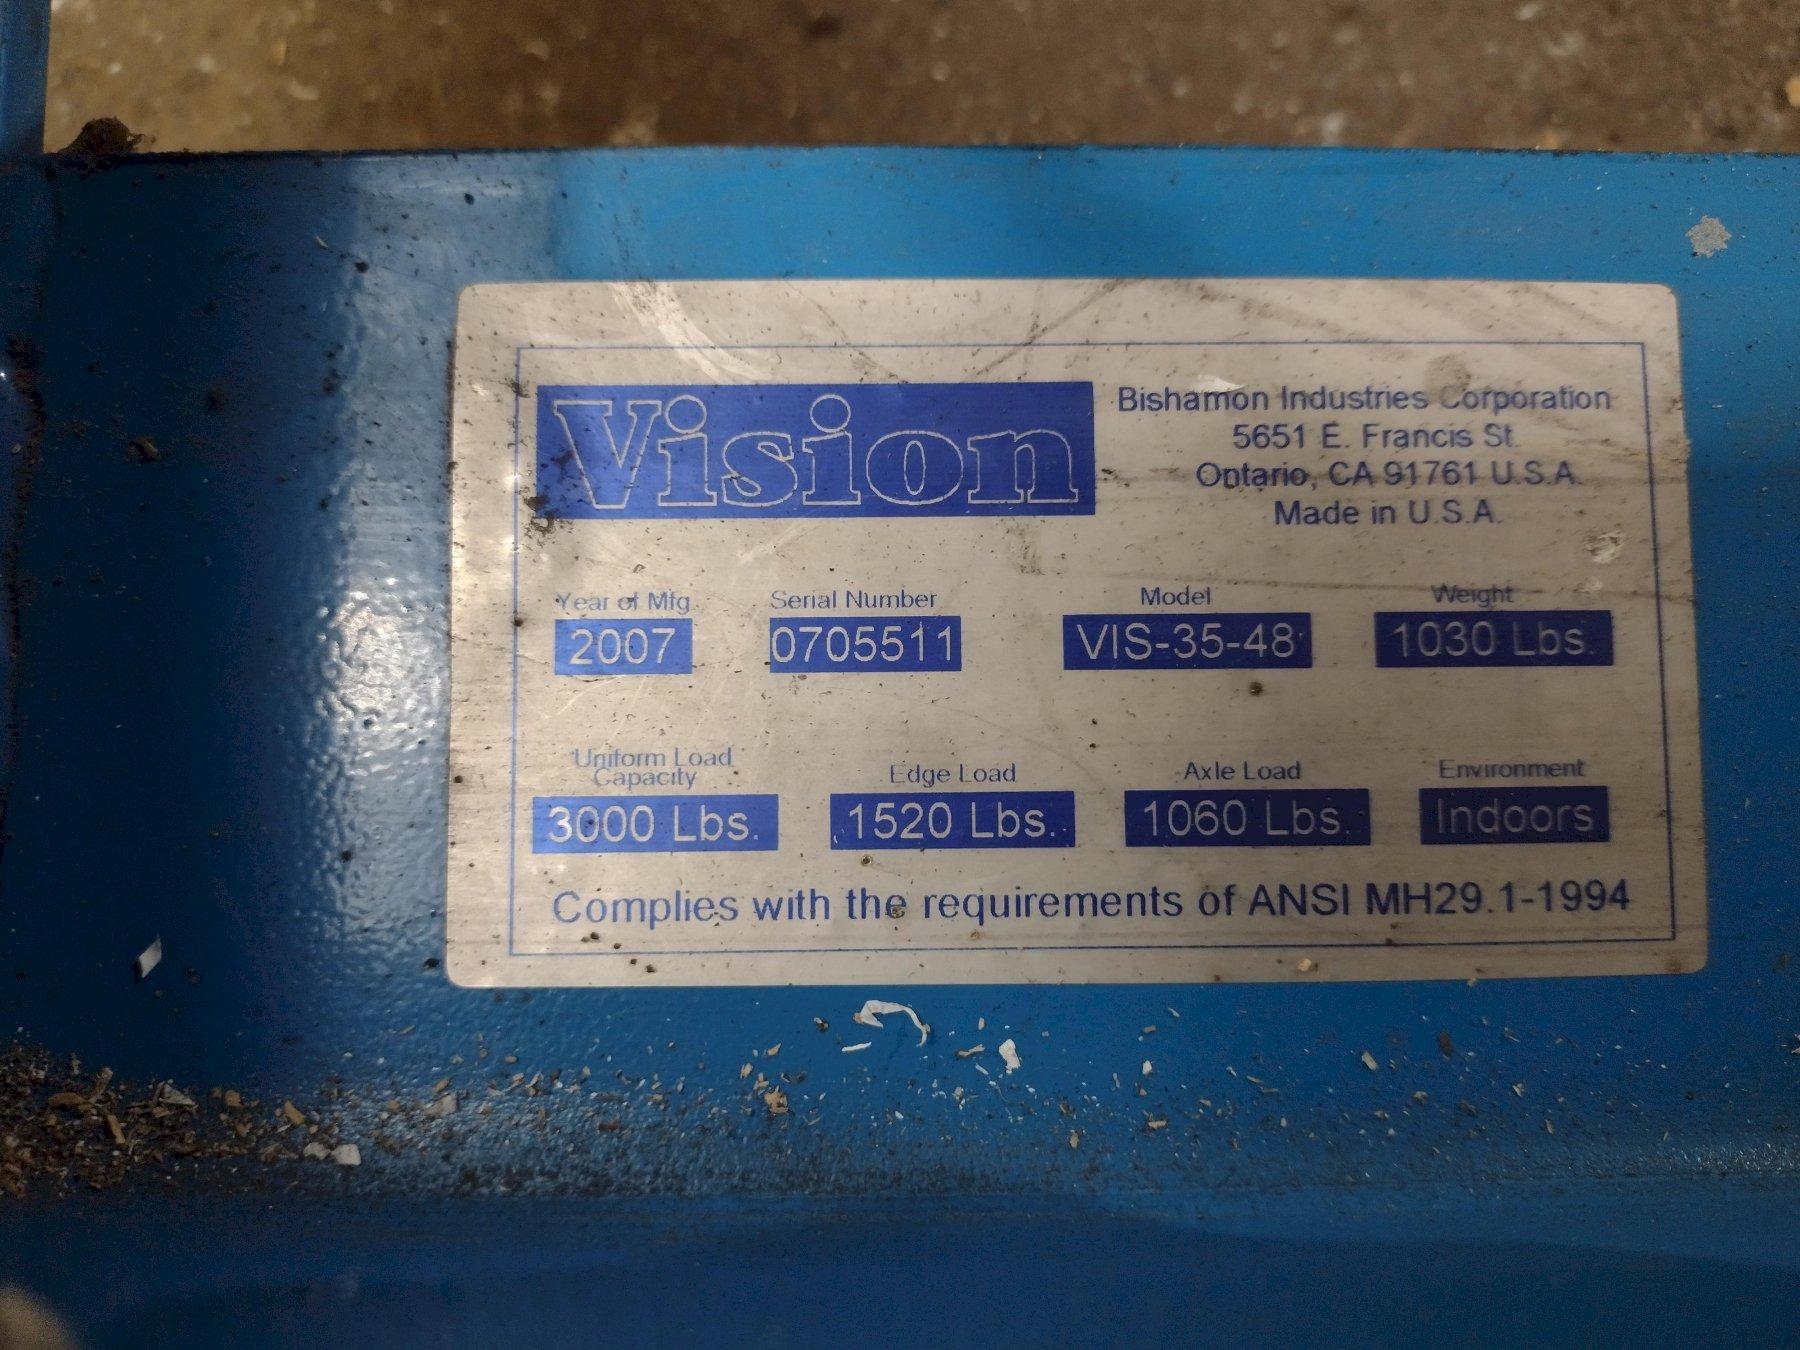 Vision
Bishamon Industries Corporation
5651 E. Francis St.
Ontario, CA 91761 U.S.A.
Made in U.S.A.
Year of Mfg.
Serial Number
Model
Weight
2007
0705511
VIS-35-48
1030 Lbs.
Uniform Load
Capacity
Edge Load
Axle Load
Environment
3000 Lbs.
1520 Lbs.
1060 Lbs.
Indoors
Complies with the requirements of ANSI MH29.1-1994